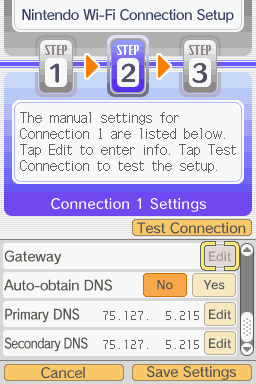 Nintendo Wi-Fi Connection Setup
STEP 1 STEP 2 STEP 3
The manual settings for
Connection 1 are listed below.
Tap Edit to enter info. Tap Test
Connection to test the setup.
Connection 1 Settings
Test Connection
Gateway Edit
Auto-obtain DNS No Yes
Primary DNS 75.127. 5.215 Edit
Secondary DNS 75.127. 5.215 Edit
Cancel Save Settings